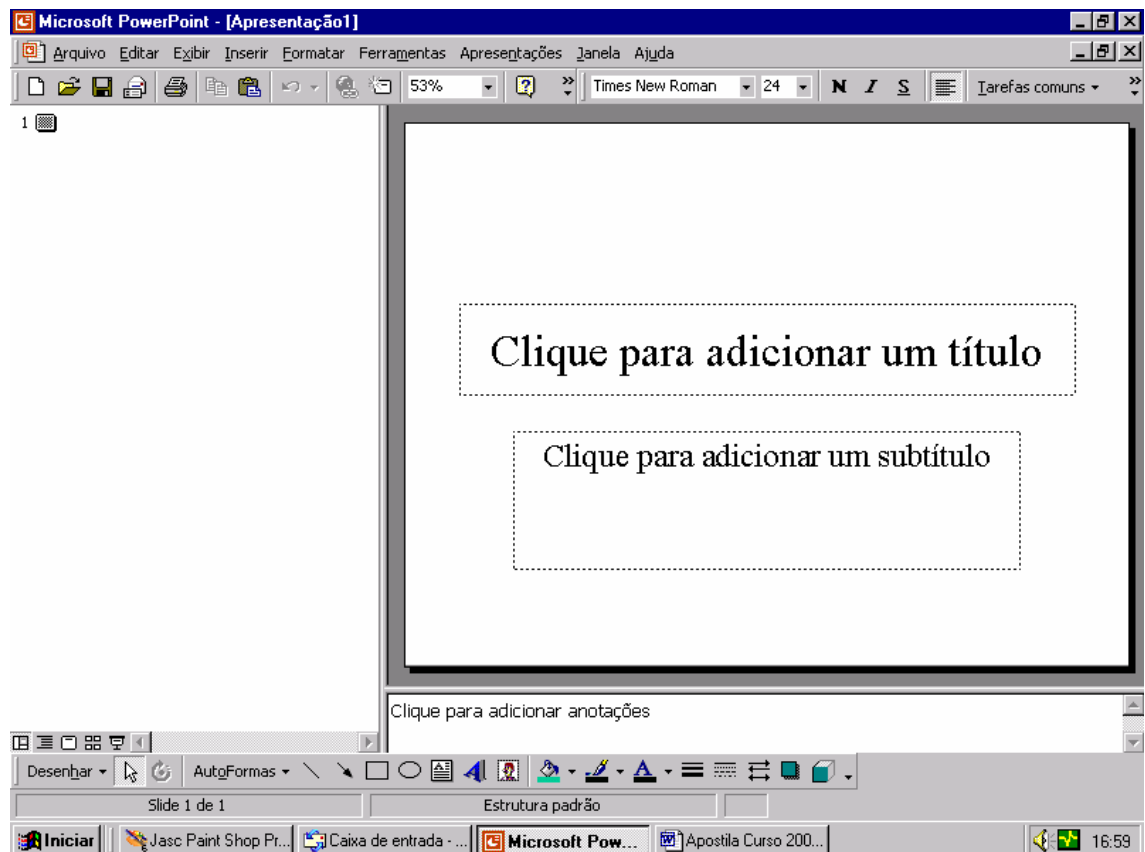 Microsoft PowerPoint - [Apresentação1]
Arquivo Editar Exibir Inserir Formatar Ferramentas Apresentações Janela Ajuda
53% Times New Roman 24 N I S Tarefas comuns
1
Clique para adicionar um título
Clique para adicionar um subtítulo
Clique para adicionar anotações
Desenhar AutoFormas
Slide 1 de 1 Estrutura padrão
Iniciar Jasc Paint Shop Pr... Caixa de entrada - ... Microsoft Pow... Apostila Curso 200... 16:59